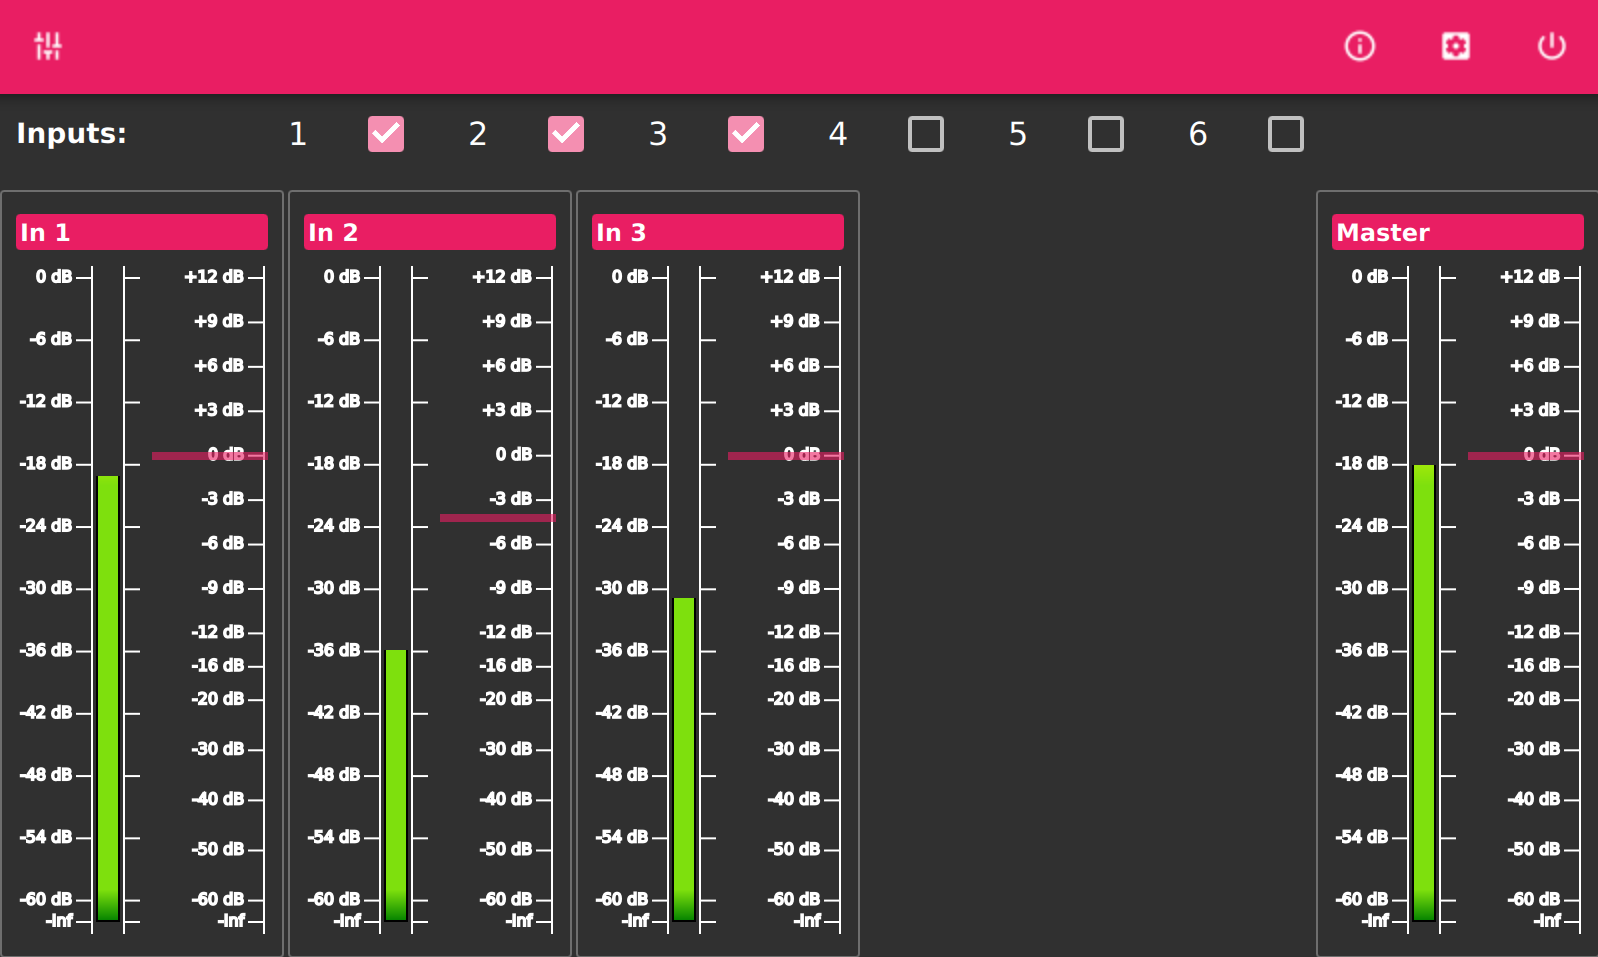 Inputs: 1 2 3 4 5 6
In 1
0 dB
-6 dB
-12 dB
-18 dB
-24 dB
-30 dB
-36 dB
-42 dB
-48 dB
-54 dB
-60 dB
-inf
+12 dB
+9 dB
+6 dB
+3 dB
0 dB
-3 dB
-6 dB
-9 dB
-12 dB
-16 dB
-20 dB
-30 dB
-40 dB
-50 dB
-60 dB
-inf
In 2
0 dB
-6 dB
-12 dB
-18 dB
-24 dB
-30 dB
-36 dB
-42 dB
-48 dB
-54 dB
-60 dB
-inf
+12 dB
+9 dB
+6 dB
+3 dB
0 dB
-3 dB
-6 dB
-9 dB
-12 dB
-16 dB
-20 dB
-30 dB
-40 dB
-50 dB
-60 dB
-inf
In 3
0 dB
-6 dB
-12 dB
-18 dB
-24 dB
-30 dB
-36 dB
-42 dB
-48 dB
-54 dB
-60 dB
-inf
+12 dB
+9 dB
+6 dB
+3 dB
0 dB
-3 dB
-6 dB
-9 dB
-12 dB
-16 dB
-20 dB
-30 dB
-40 dB
-50 dB
-60 dB
-inf
Master
0 dB
-6 dB
-12 dB
-18 dB
-24 dB
-30 dB
-36 dB
-42 dB
-48 dB
-54 dB
-60 dB
-inf
+12 dB
+9 dB
+6 dB
+3 dB
0 dB
-3 dB
-6 dB
-9 dB
-12 dB
-16 dB
-20 dB
-30 dB
-40 dB
-50 dB
-60 dB
-inf